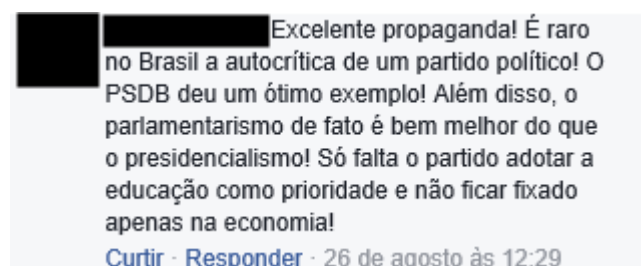 Excelente propaganda! É raro
no Brasil a autocrítica de um partido político! O
PSDB deu um ótimo exemplo! Além disso, o
parlamentarismo de fato é bem melhor do que
o presidencialismo! Só falta o partido adotar a
educação como prioridade e não ficar fixado
apenas na economia!
Curtir · Responder · 26 de agosto às 12:29